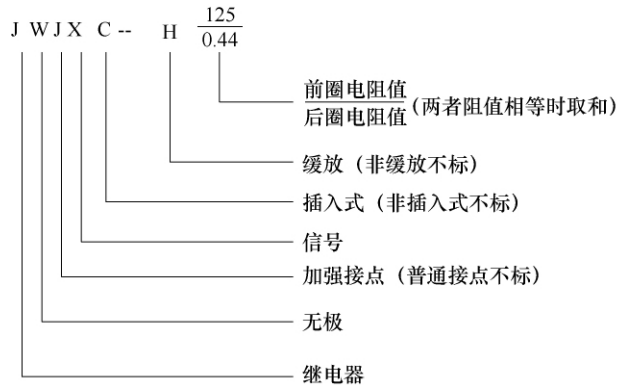 J W J X C -- H 125/0.44
前圈电阻值/后圈电阻值(两者阻值相等时取和)
缓放（非缓放不标）
插入式（非插入式不标）
信号
加强接点（普通接点不标）
无极
继电器